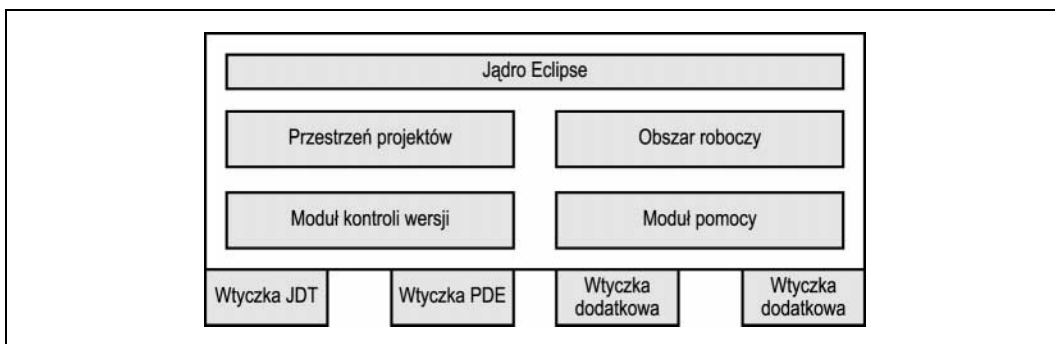 Jądro Eclipse
Przestrzeń projektów
Obszar roboczy
Moduł kontroli wersji
Moduł pomocy
Wtyczka JDT
Wtyczka PDE
Wtyczka
dodatkowa
Wtyczka
dodatkowa